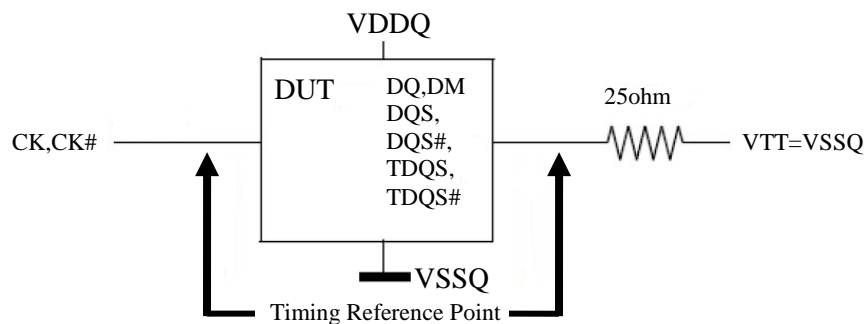 VDDQ
DUT
DQ,DM
DQS,
DQS#,
TDQS,
TDQS#
25ohm
CK,CK#
VTT=VSSQ
VSSQ
Timing Reference Point